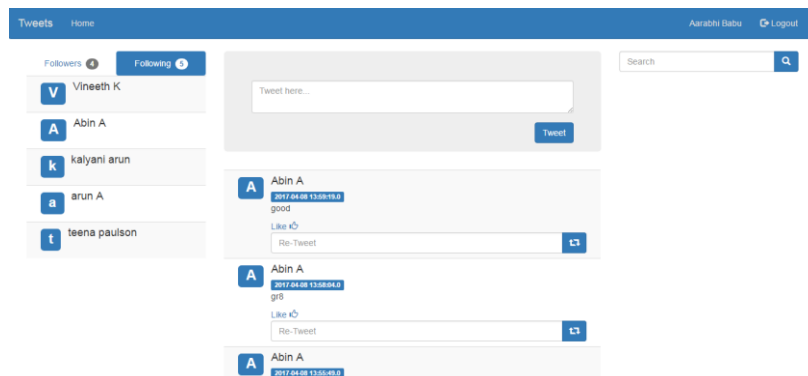 Tweets Home Aarabhi Babu Logout
Followers 4 Following 5
V Vineeth K
A Abin A
k kalyani arun
a arun A
t teena paulson
Tweet here...
Tweet
A Abin A
2017-04-08 13:59:19.0
good
Like
Re-Tweet
A Abin A
2017-04-08 13:58:04.0
gr8
Like
Re-Tweet
A Abin A
2017-04-08 13:55:49.0
Search